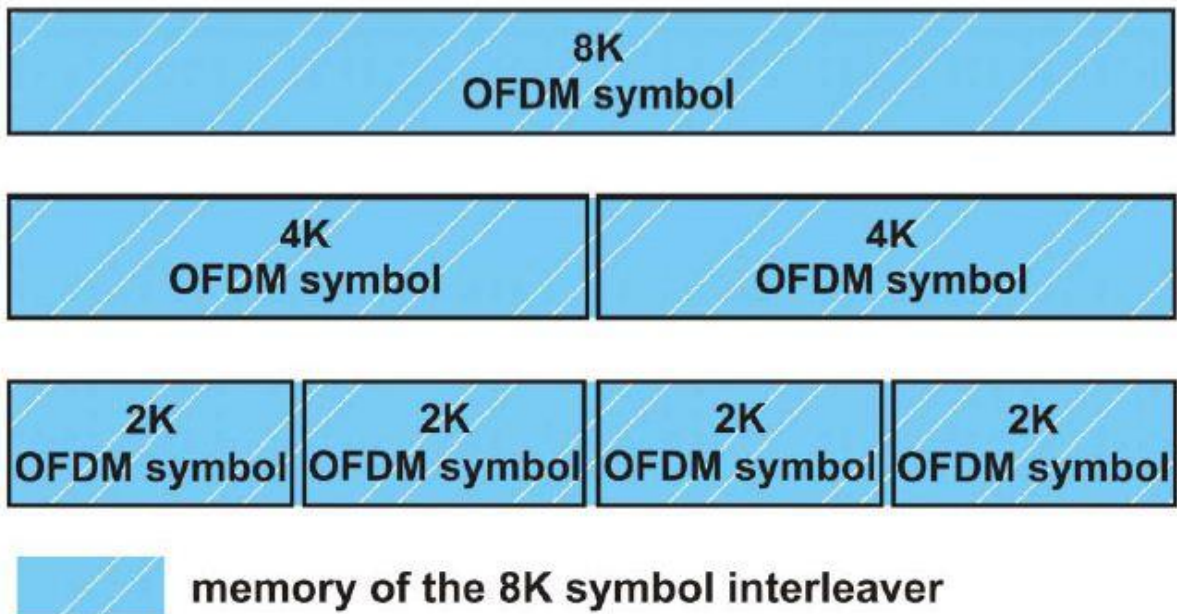 8K
OFDM symbol
4K
OFDM symbol
4K
OFDM symbol
2K
OFDM symbol
2K
OFDM symbol
2K
OFDM symbol
2K
OFDM symbol
memory of the 8K symbol interleaver